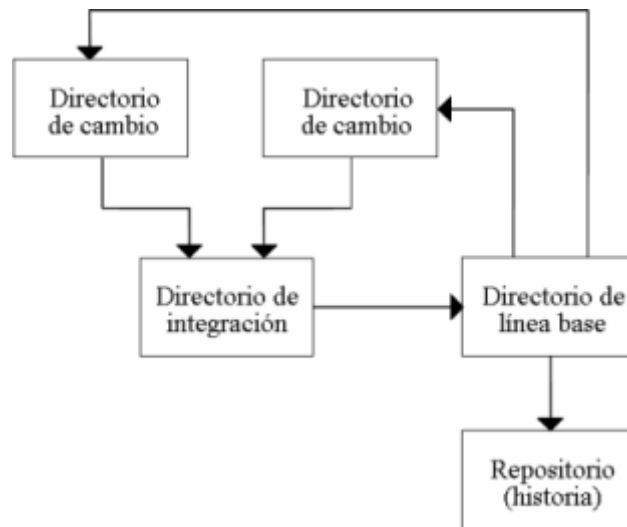 Directorio
de cambio
Directorio
de cambio
Directorio de
integración
Directorio de
línea base
Repositorio
(historia)